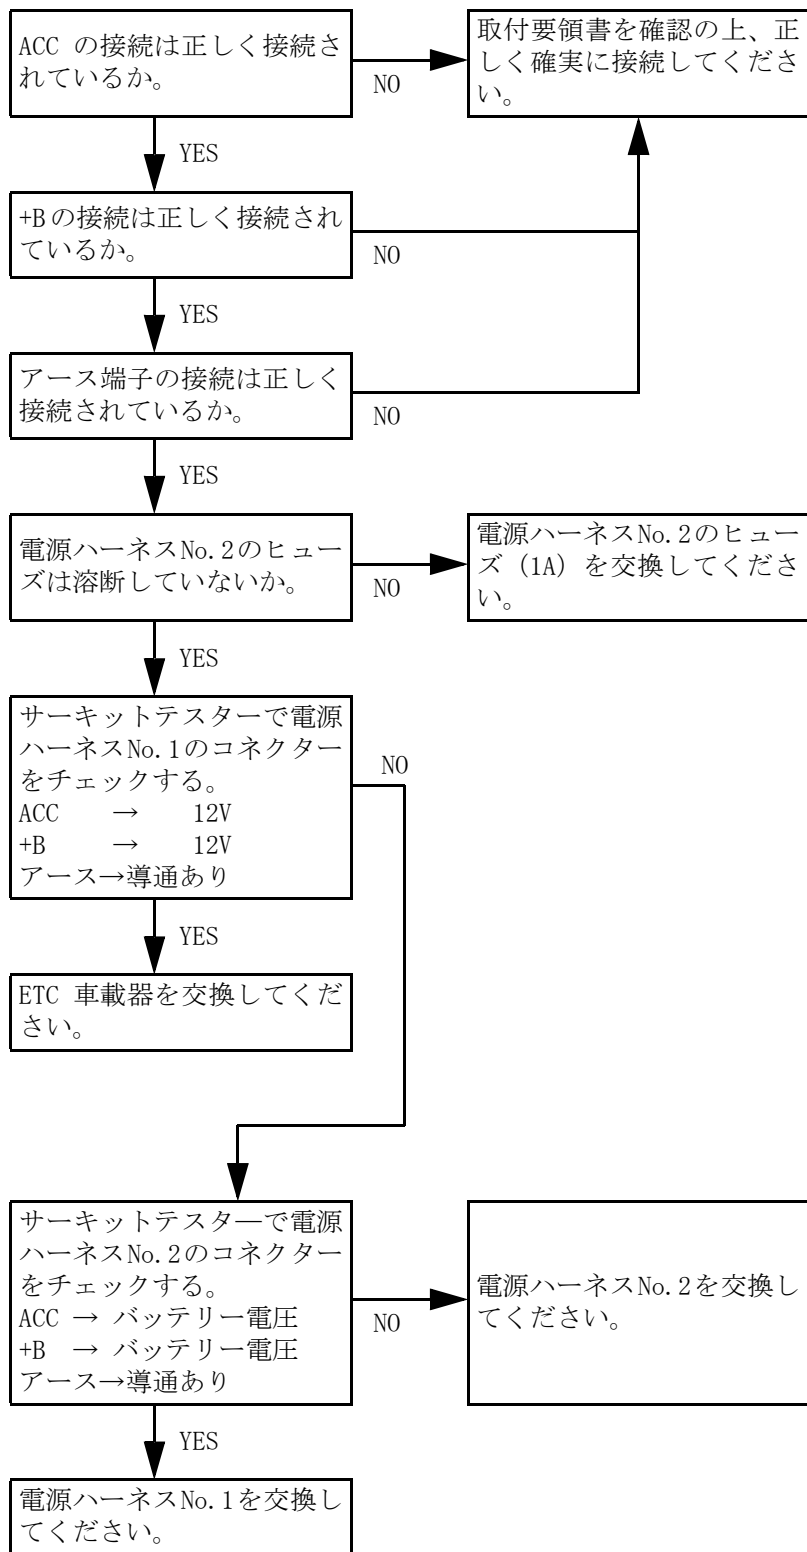 ACC の接続は正しく接続さ
れているか。
NO
取付要領書を確認の上、正
しく確実に接続してくださ
い。
YES
+Bの接続は正しく接続され
ているか。
NO
YES
アース端子の接続は正しく
接続されているか。
NO
YES
電源ハーネスNo.2のヒュー
ズは溶断していないか。
NO
電源ハーネスNo.2のヒュー
ズ（1A）を交換してくださ
い。
YES
サーキットテスターで電源
ハーネスNo.1のコネクター
をチェックする。
ACC → 12V
+B → 12V
アース→導通あり
NO
YES
ETC 車載器を交換してくだ
さい。
サーキットテスタ―で電源
ハーネスNo.2のコネクター
をチェックする。
ACC → バッテリー電圧
+B → バッテリー電圧
アース→導通あり
NO
電源ハーネスNo.2を交換し
てください。
YES
電源ハーネスNo.1を交換し
てください。